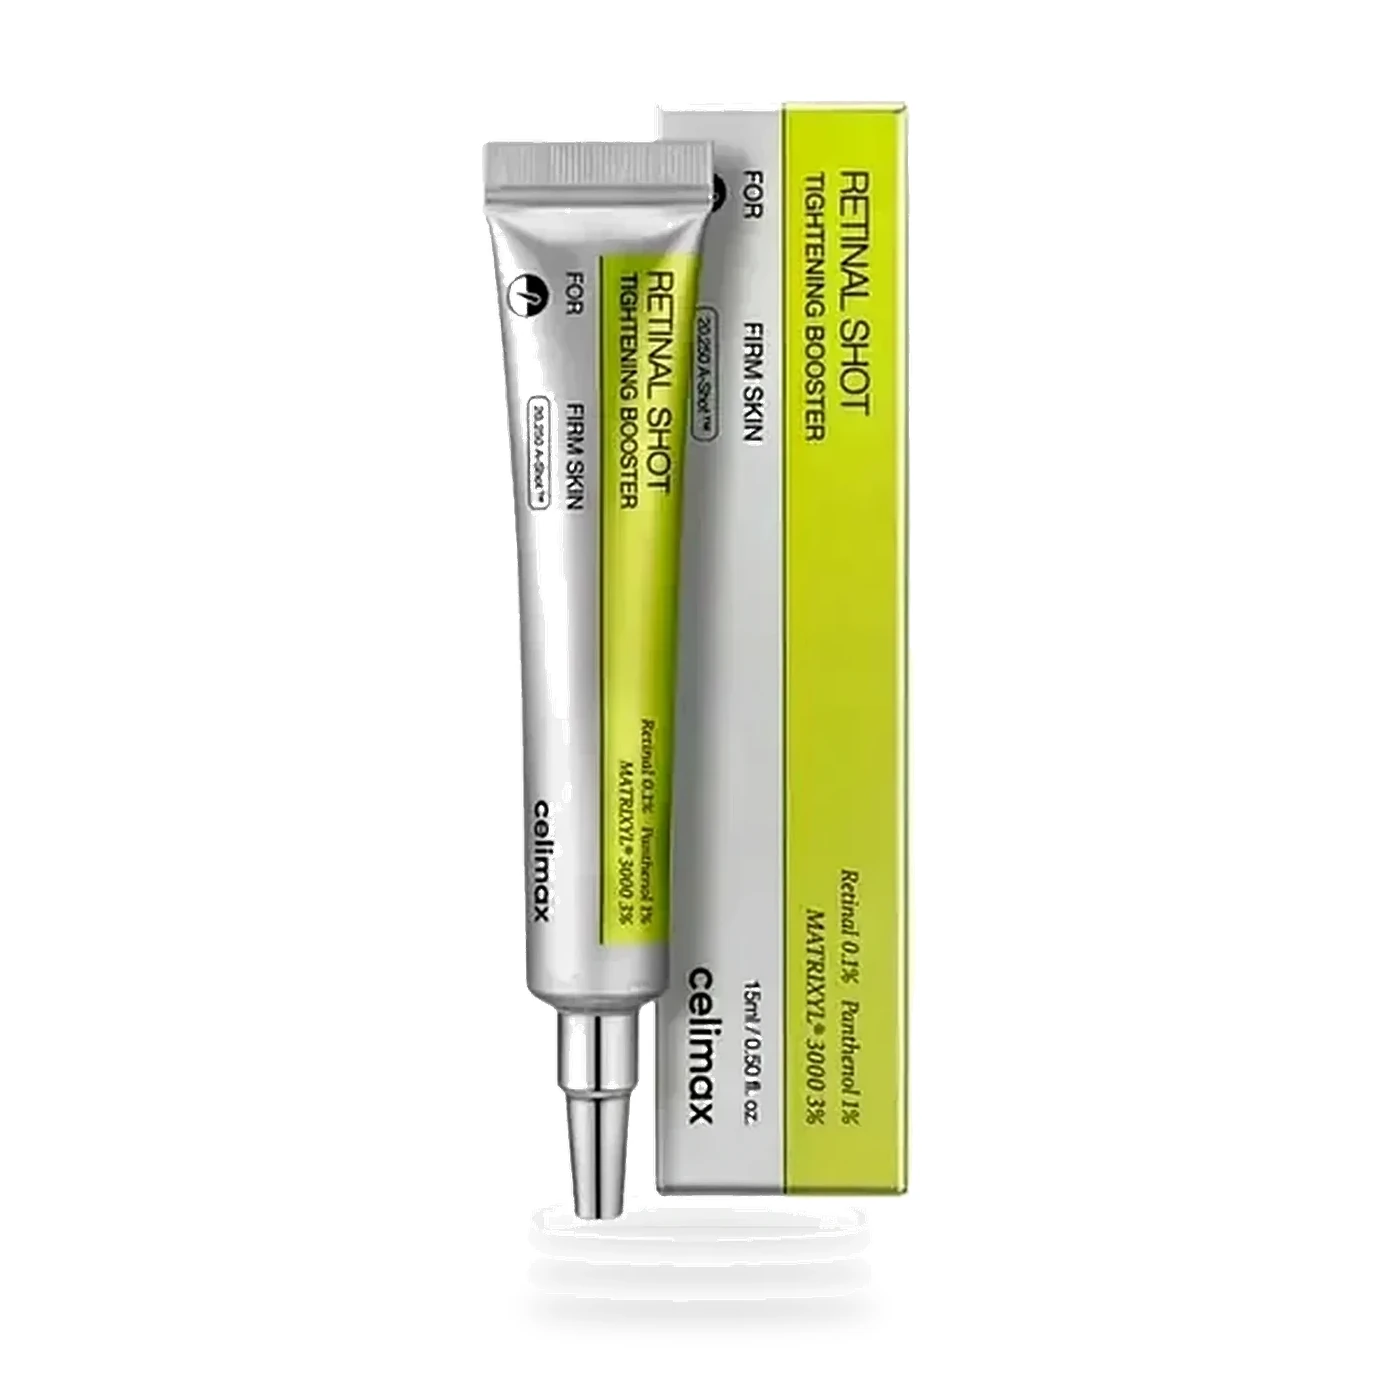 RETINAL SHOT
TIGHTENING BOOSTER
FOR FIRM SKIN
20.250 A-Shot™
Retinal 0.1% Panthenol 1%
MATRIXYL® 3000 3%
celimax
RETINAL SHOT
TIGHTENING BOOSTER
FOR FIRM SKIN
20.250 A-Shot™
Retinal 0.1% Panthenol 1%
MATRIXYL® 3000 3%
15ml / 0.50 fl. oz.
celimax